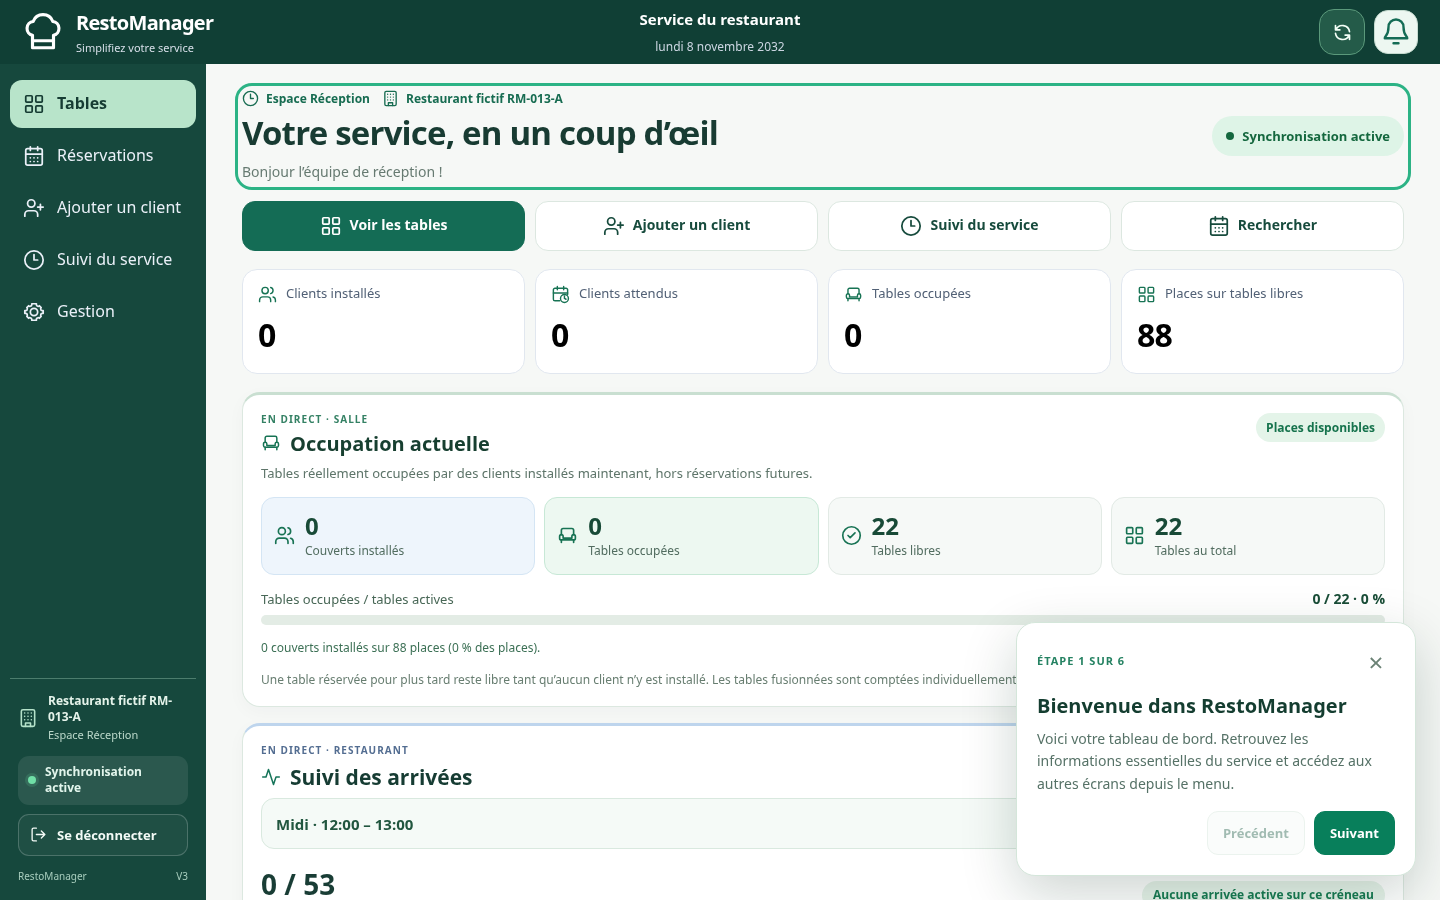 RestoManager
Simplifiez votre service
Service du restaurant
lundi 8 novembre 2032
Tables
Réservations
Ajouter un client
Suivi du service
Gestion
Restaurant fictif RM-
013-A
Espace Réception
Synchronisation
active
Se déconnecter
RestoManager V3
Espace Réception Restaurant fictif RM-013-A
Votre service, en un coup d’œil
Bonjour l’équipe de réception !
Synchronisation active
Voir les tables
Ajouter un client
Suivi du service
Rechercher
Clients installés
0
Clients attendus
0
Tables occupées
0
Places sur tables libres
88
EN DIRECT · SALLE
Occupation actuelle
Places disponibles
Tables réellement occupées par des clients installés maintenant, hors réservations futures.
0
Couverts installés
0
Tables occupées
22
Tables libres
22
Tables au total
Tables occupées / tables actives
0 / 22 · 0 %
0 couverts installés sur 88 places (0 % des places).
Une table réservée pour plus tard reste libre tant qu’aucun client n’y est installé. Les tables fusionnées sont comptées individuellement
EN DIRECT · RESTAURANT
Suivi des arrivées
Midi · 12:00 – 13:00
0 / 53
Aucune arrivée active sur ce créneau
ÉTAPE 1 SUR 6
Bienvenue dans RestoManager
Voici votre tableau de bord. Retrouvez les
informations essentielles du service et accédez aux
autres écrans depuis le menu.
Précédent
Suivant